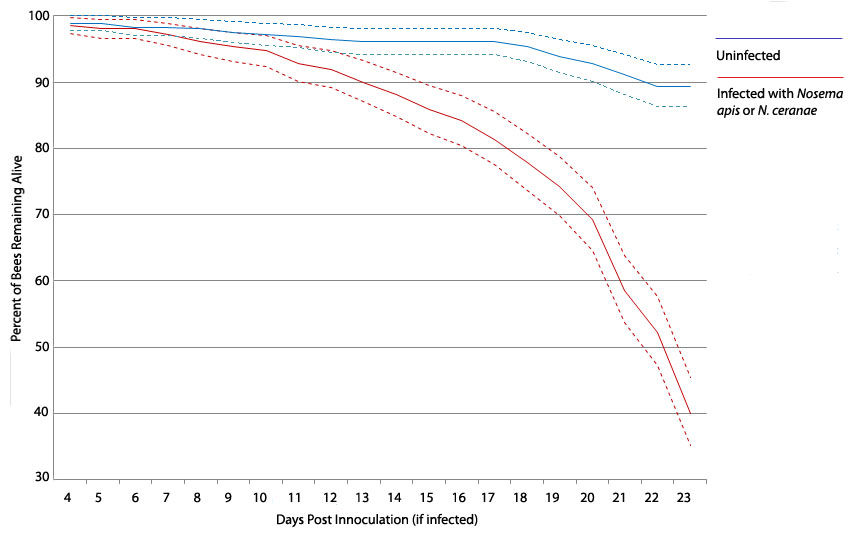 100
90
80
70
60
50
40
30
Percent of Bees Remaining Alive
4 5 6 7 8 9 10 11 12 13 14 15 16 17 18 19 20 21 22 23
Days Post Innoculation (if infected)
Uninfected
Infected with Nosema
apis or N. ceranae